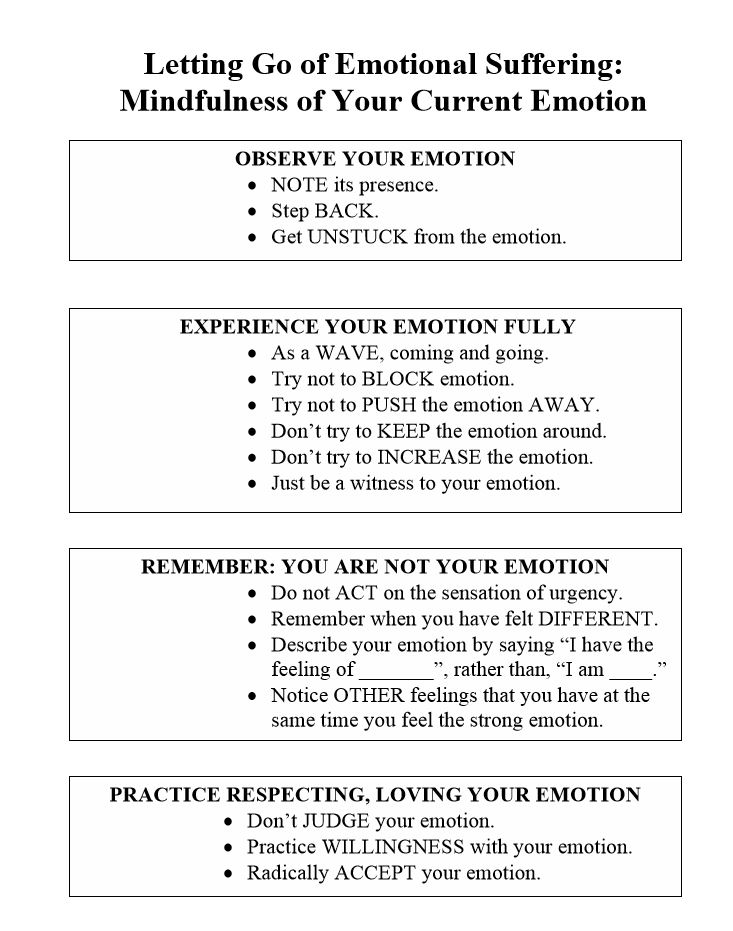 Letting Go of Emotional Suffering:
Mindfulness of Your Current Emotion
OBSERVE YOUR EMOTION
• NOTE its presence.
• Step BACK.
• Get UNSTUCK from the emotion.
EXPERIENCE YOUR EMOTION FULLY
• As a WAVE, coming and going.
• Try not to BLOCK emotion.
• Try not to PUSH the emotion AWAY.
• Don’t try to KEEP the emotion around.
• Don’t try to INCREASE the emotion.
• Just be a witness to your emotion.
REMEMBER: YOU ARE NOT YOUR EMOTION
• Do not ACT on the sensation of urgency.
• Remember when you have felt DIFFERENT.
• Describe your emotion by saying “I have the
feeling of _______”, rather than, “I am ____.”
• Notice OTHER feelings that you have at the
same time you feel the strong emotion.
PRACTICE RESPECTING, LOVING YOUR EMOTION
• Don’t JUDGE your emotion.
• Practice WILLINGNESS with your emotion.
• Radically ACCEPT your emotion.